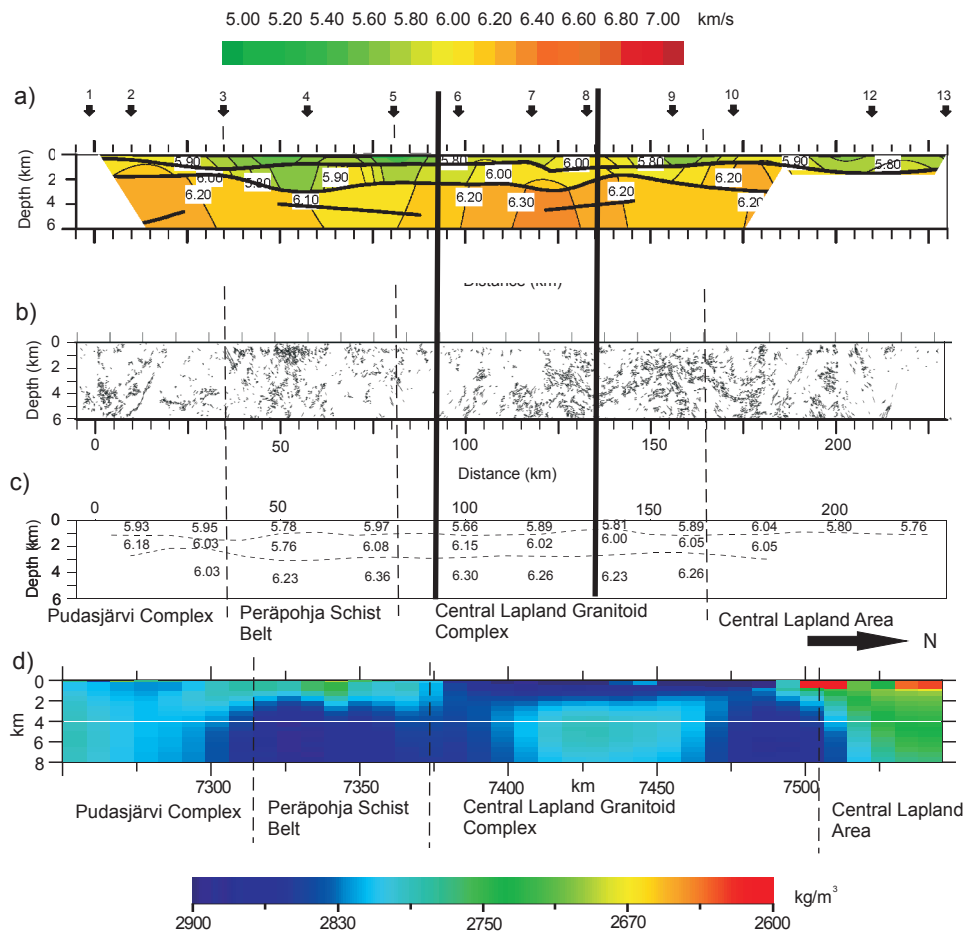 5.00 5.20 5.40 5.60 5.80 6.00 6.20 6.40 6.60 6.80 7.00 km/s
a)
1 2 3 4 5 6 7 8 9 10 12 13
Depth (km)
0
2
4
6
5.90 6.00 5.80 5.90 6.20 6.10 5.80 6.00 6.20 6.30 6.00 5.80 6.20 6.20 6.20 5.90 5.80
Distance (km)
b)
Depth (km)
0
2
4
6
0 50 100 150 200
Distance (km)
c)
0 50 100 150 200
Depth (km)
0
2
4
6
5.93 5.95 5.78 5.97 5.66 5.89 5.81 5.89 6.04 5.80 5.76
6.18 6.03 5.76 6.08 6.15 6.02 6.00 6.05 6.05
6.03 6.23 6.36 6.30 6.26 6.23 6.26
Pudasjärvi Complex
Peräpohja Schist
Belt
Central Lapland Granitoid
Complex
Central Lapland Area
N
d)
km
0
2
4
6
8
7300 7350 7400 km 7450 7500
Pudasjärvi Complex
Peräpohja Schist
Belt
Central Lapland Granitoid
Complex
Central Lapland
Area
kg/m³
2900 2830 2750 2670 2600